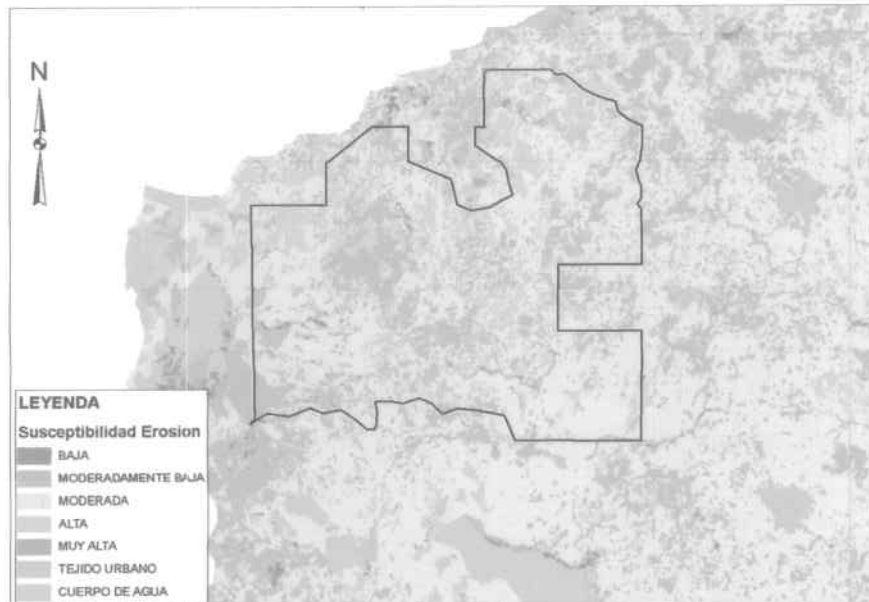 N
LEYENDA
Susceptibilidad Erosion
BAJA
MODERADAMENTE BAJA
MODERADA
ALTA
MUY ALTA
TEJIDO URBANO
CUERPO DE AGUA